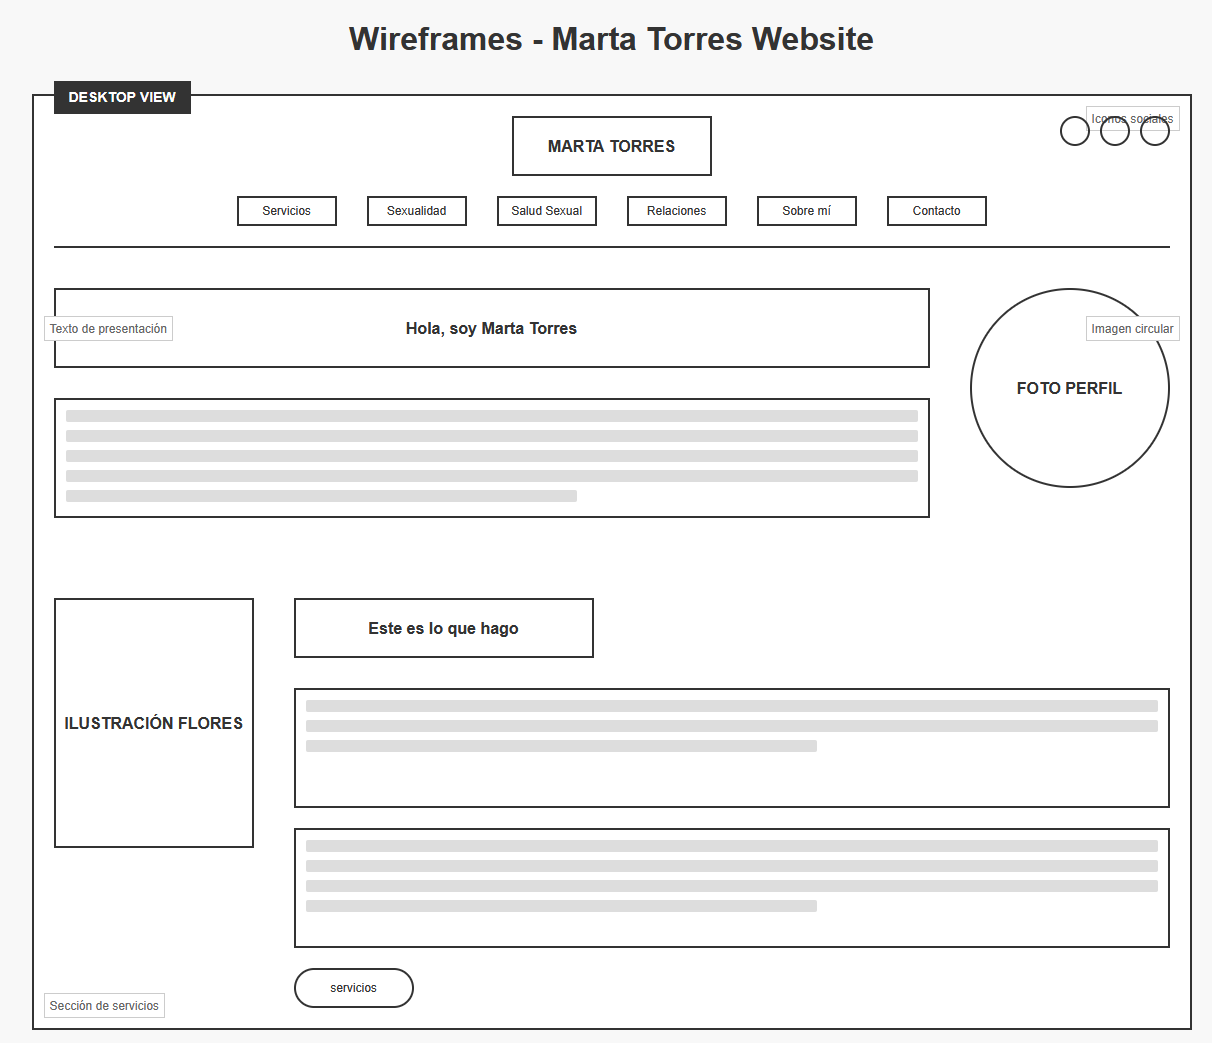 Wireframes - Marta Torres Website
DESKTOP VIEW
Iconos sociales
MARTA TORRES
Servicios
Sexualidad
Salud Sexual
Relaciones
Sobre mí
Contacto
Texto de presentación
Hola, soy Marta Torres
Imagen circular
FOTO PERFIL
Este es lo que hago
ILUSTRACIÓN FLORES
servicios
Sección de servicios